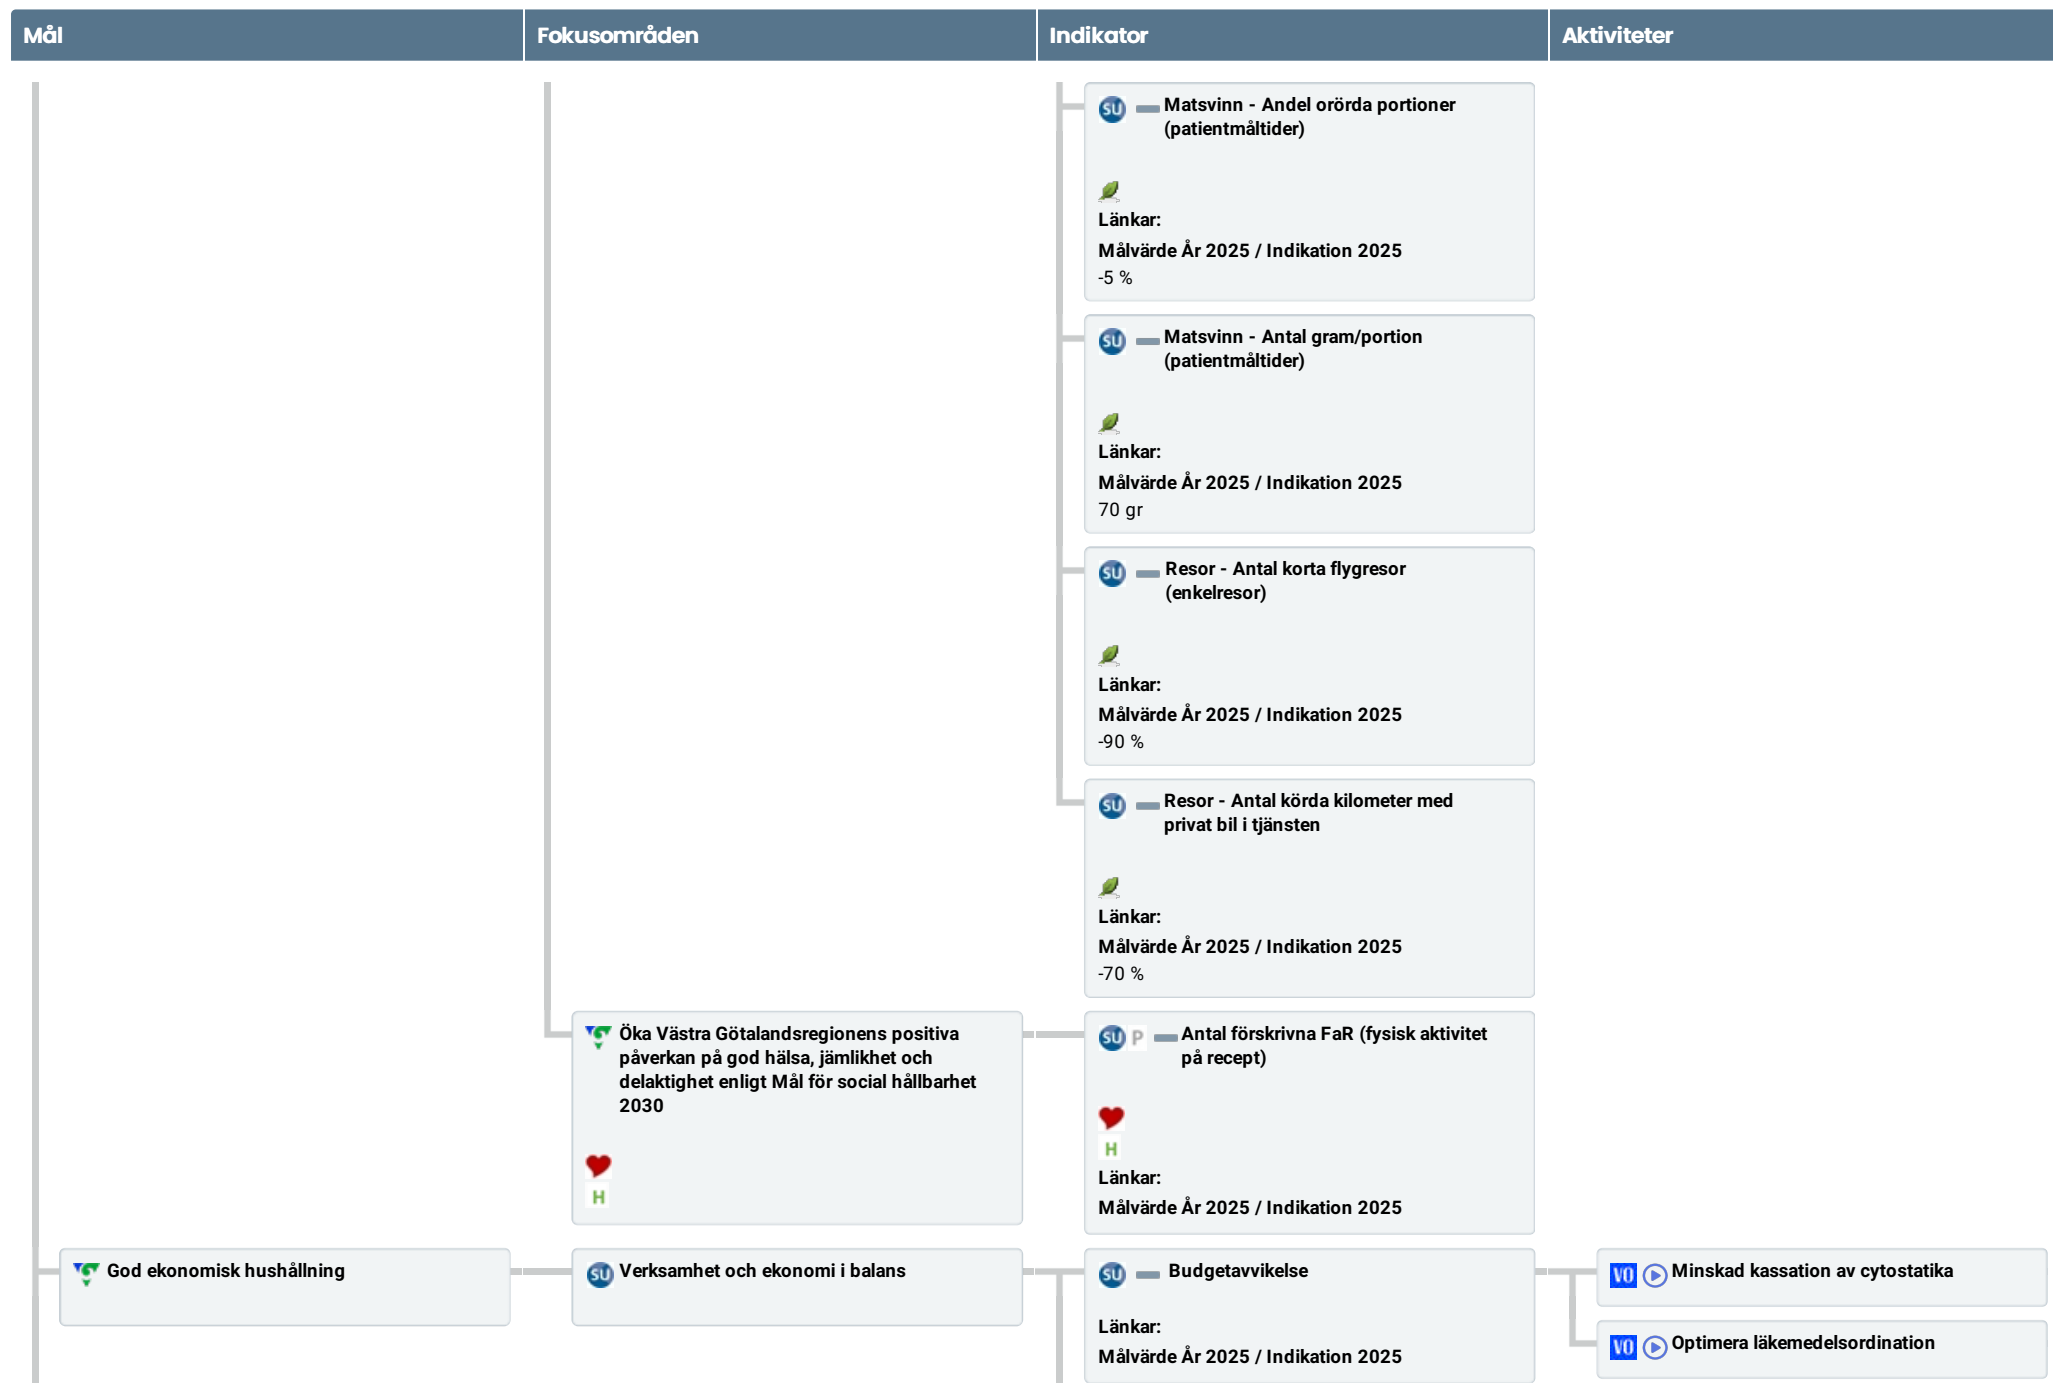 Mål
Fokusområden
Indikator
Aktiviteter
SU
Matsvinn - Andel orörda portioner
(patientmåltider)
Länkar:
Målvärde År 2025 / Indikation 2025
-5 %
SU
Matsvinn - Antal gram/portion
(patientmåltider)
Länkar:
Målvärde År 2025 / Indikation 2025
70 gr
SU
Resor - Antal korta flygresor
(enkelresor)
Länkar:
Målvärde År 2025 / Indikation 2025
-90 %
SU
Resor - Antal körda kilometer med
privat bil i tjänsten
Länkar:
Målvärde År 2025 / Indikation 2025
-70 %
Öka Västra Götalandsregionens positiva
påverkan på god hälsa, jämlikhet och
delaktighet enligt Mål för social hållbarhet
2030
H
SU P
Antal förskrivna FaR (fysisk aktivitet
på recept)
H
Länkar:
Målvärde År 2025 / Indikation 2025
God ekonomisk hushållning
SU
Verksamhet och ekonomi i balans
SU
Budgetavvikelse
Länkar:
Målvärde År 2025 / Indikation 2025
VO
Minskad kassation av cytostatika
VO
Optimera läkemedelsordination